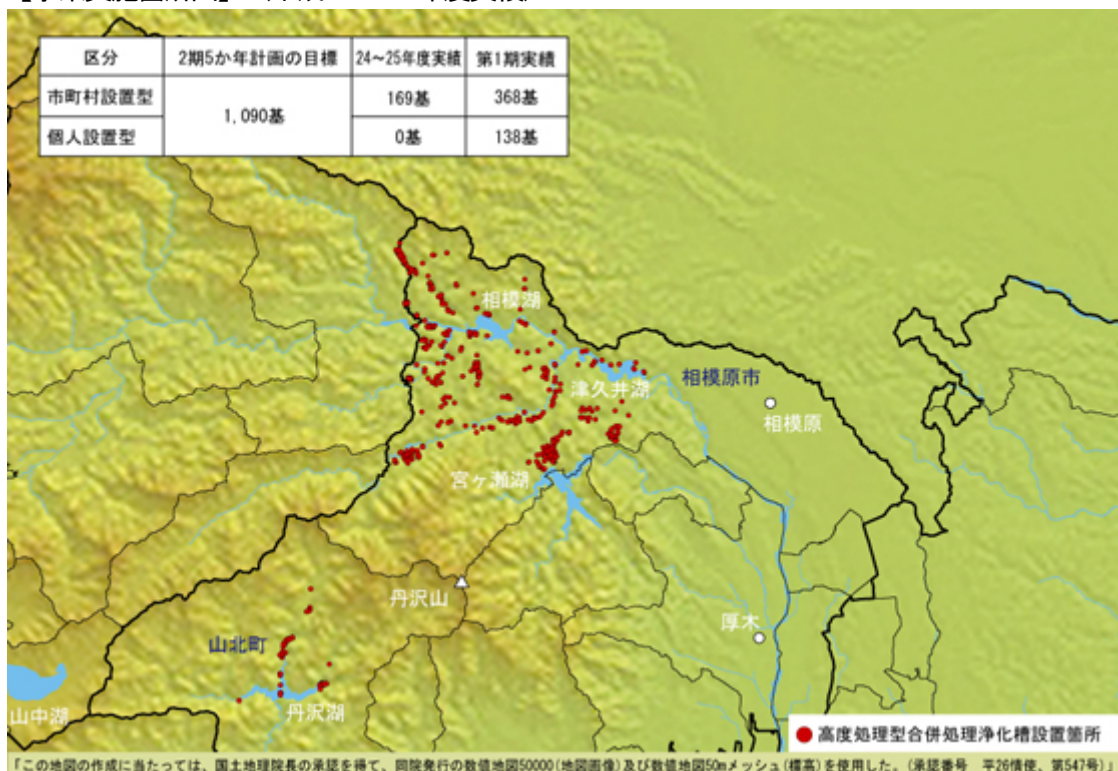 区分 2期5か年計画の目標 24～25年度実績 第1期実績
市町村設置型 1,090基 169基 368基
個人設置型 0基 138基
相模湖
津久井湖
相模原市
相模原
宮ヶ瀬湖
丹沢山
厚木
山北町
丹沢湖
山中湖
高度処理型合併処理浄化槽設置箇所
「この地図の作成に当たっては、国土地理院長の承認を得て、同院発行の数値地図50000(地図画像)及び数値地図50mメッシュ(標高)を使用した。(承認番号 平26情使、第547号)」